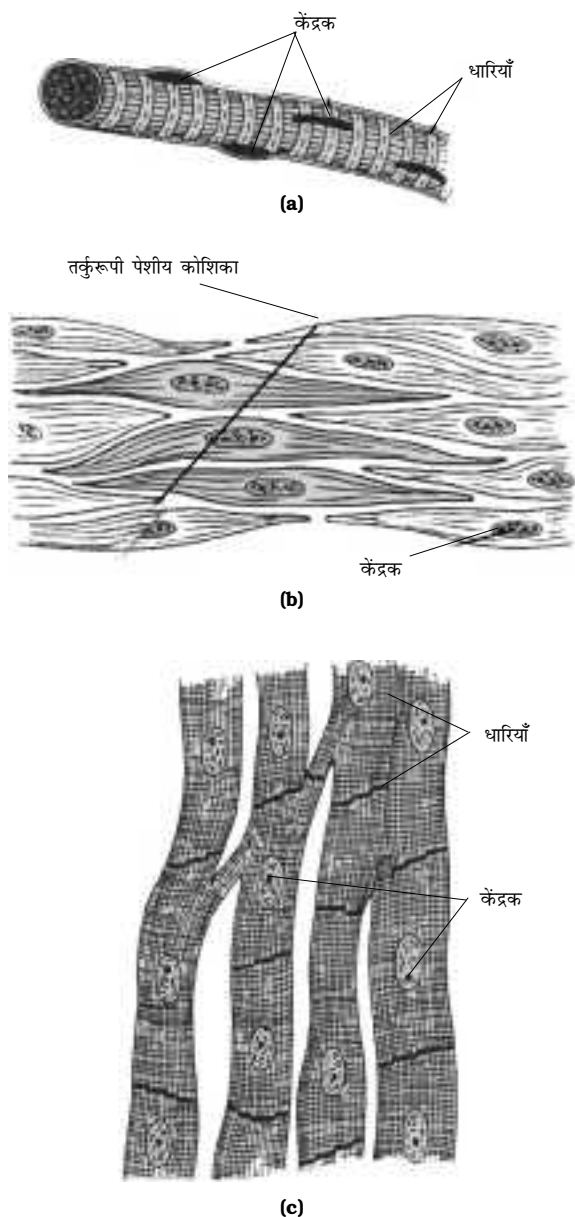 केंद्रक
धारियाँ
(a)
तर्कुरूपी पेशीय कोशिका
केंद्रक
(b)
धारियाँ
केंद्रक
(c)